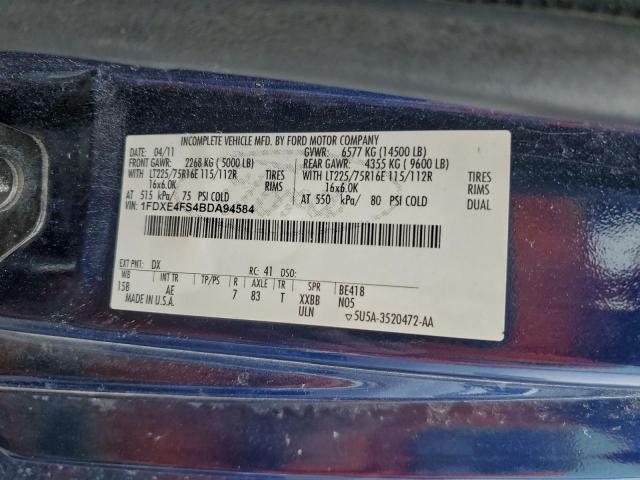 INCOMPLETE VEHICLE MFD. BY FORD MOTOR COMPANY
DATE: 04/11 GVWR: 6577 KG (14500 LB)
FRONT GAWR: 2268 KG ( 5000 LB) REAR GAWR: 4355 KG ( 9600 LB)
WITH LT225/75R16E 115/112R TIRES WITH LT225/75R16E 115/112R TIRES
16x6.0K RIMS 16x6.0K RIMS
AT 515 kPa/ 75 PSI COLD AT 550 kPa/ 80 PSI COLD DUAL
VIN: 1FDXE4FS4BDA94584
EXT PNT: DX RC: 41 DSO:
WB INT TR TP/PS R AXLE TR SPR BE418
158 AE 7 83 T XXBB N05
MADE IN U.S.A. ULN ▽5U5A-3520472-AA